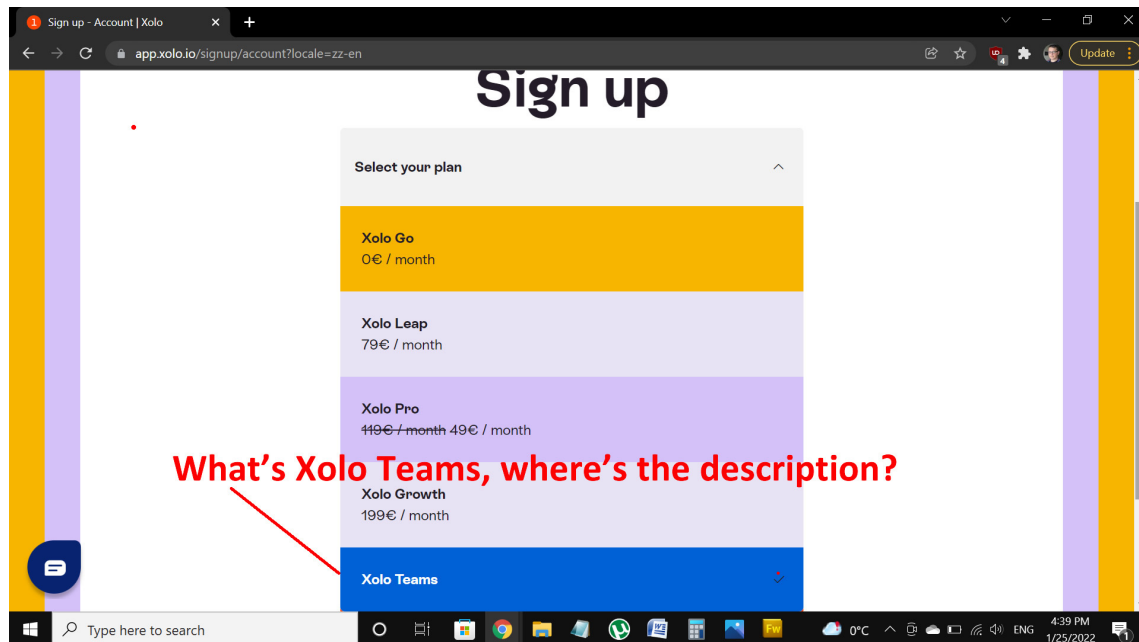 Sign up - Account | Xolo
app.xolo.io/signup/account?locale=zz-en
4
Update
Sign up
Select your plan
Xolo Go
0€ / month
Xolo Leap
79€ / month
Xolo Pro
119€ / month 49€ / month
What's Xolo Teams, where's the description?
Xolo Growth
199€ / month
Xolo Teams
Type here to search
Fw
0°C
ENG
4:39 PM
1/25/2022